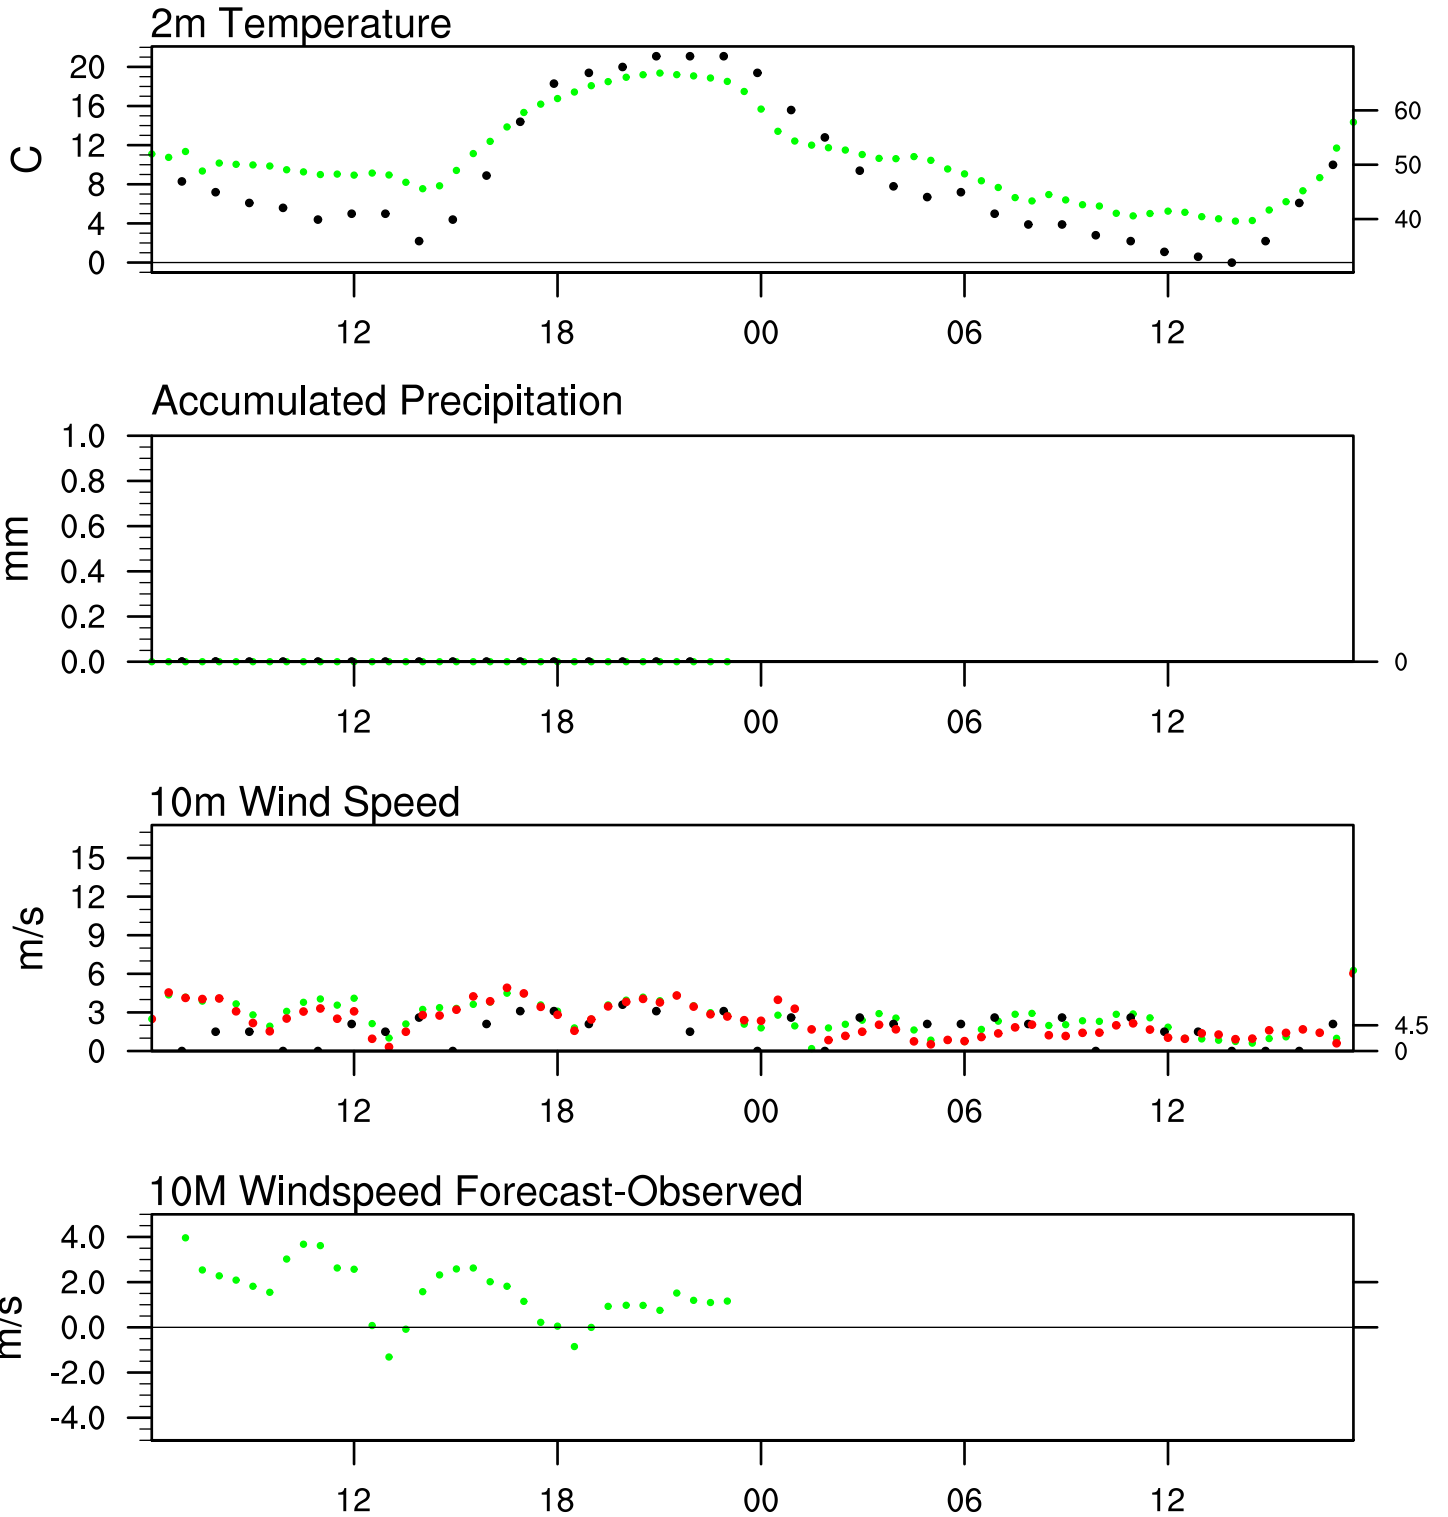 2m Temperature
20
16
12
8
4
0
C
60
50
40
12 18 00 06 12
Accumulated Precipitation
1.0
0.8
0.6
0.4
0.2
0.0
mm
0
12 18 00 06 12
10m Wind Speed
15
12
9
6
3
0
m/s
4.5
0
12 18 00 06 12
10M Windspeed Forecast-Observed
4.0
2.0
0.0
-2.0
-4.0
m/s
12 18 00 06 12